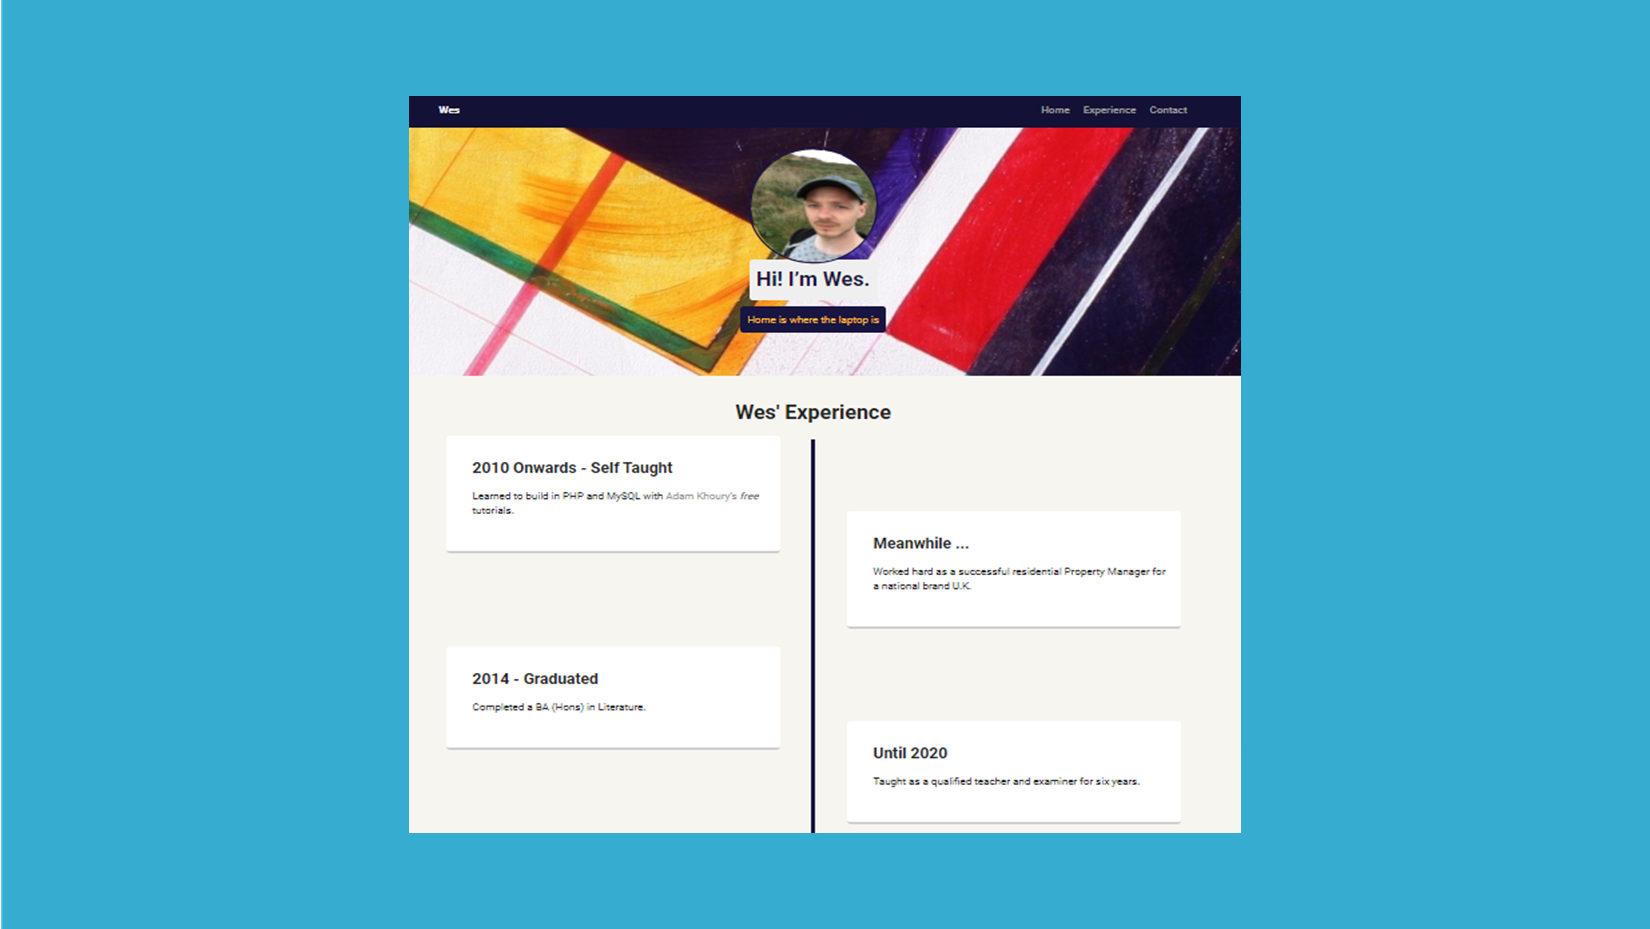 Wes
Home Experience Contact
Hi! I'm Wes.
Home is where the laptop is
Wes' Experience
2010 Onwards - Self Taught
Learned to build in PHP and MySQL with Adam Khoury's free
tutorials.
Meanwhile ...
Worked hard as a successful residential Property Manager for
a national brand U.K.
2014 - Graduated
Completed a BA (Hons) in Literature.
Until 2020
Taught as a qualified teacher and examiner for six years.